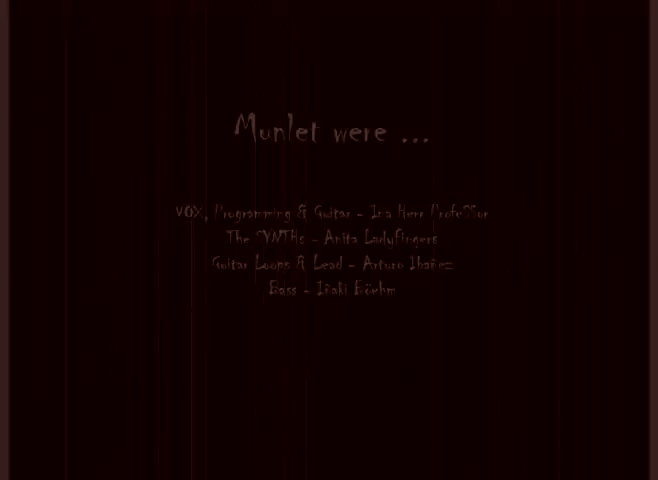 Munlet were ...
VOX, Programming & Guitar - Ina Herr ProfeSSor
The SYNTHs - Anita Ladyfingers
Guitar Loops & Lead - Arturo Ibañez
Bass - Iñaki Böehm